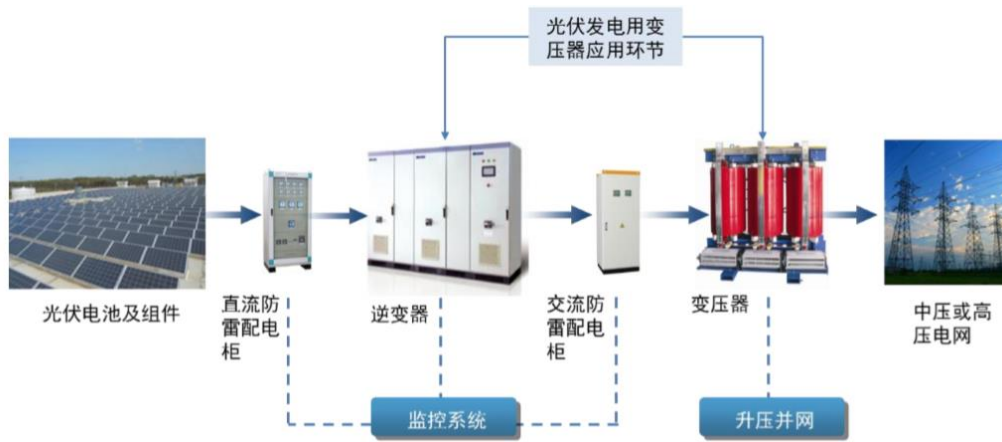 光伏发电用变
压器应用环节
光伏电池及组件
直流防
雷配电
柜
逆变器
交流防
雷配电
柜
变压器
中压或高
压电网
监控系统
升压并网